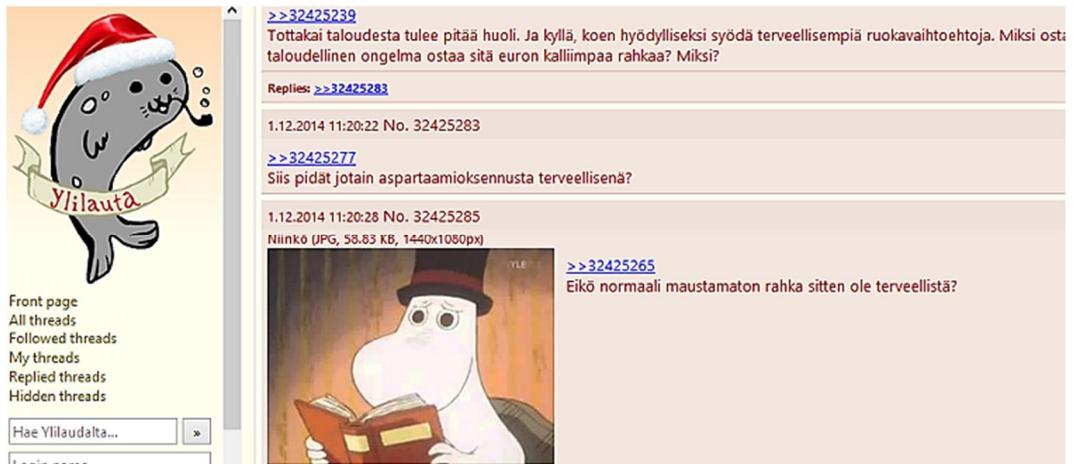 Ylilauta
Front page
All threads
Followed threads
My threads
Replied threads
Hidden threads
Hae Ylilaudalta...
»
Login name
>>32425239
Tottakai taloudesta tulee pitää huoli. Ja kyllä, koen hyödylliseksi syödä terveellisempiä ruokavaihtoehtoja. Miksi osta
taloudellinen ongelma ostaa sitä euron kalliimpaa rahkaa? Miksi?
Replies: >>32425283
1.12.2014 11:20:22 No. 32425283
>>32425277
Siis pidät jotain aspartaamioksennusta terveellisenä?
1.12.2014 11:20:28 No. 32425285
Niinkö (JPG, 58.83 KB, 1440x1080px)
YLE
>>32425265
Eikö normaali maustamaton rahka sitten ole terveellistä?